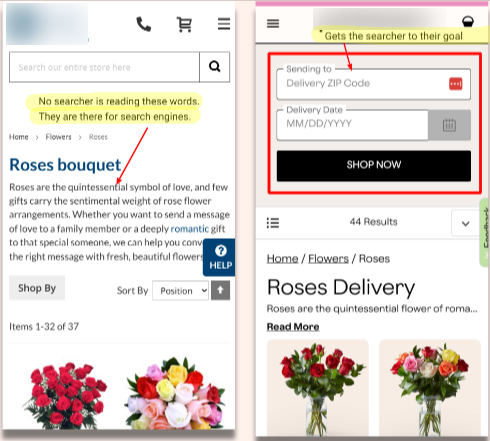 Search our entire store here
No searcher is reading these words.
They are there for search engines.
Home > Flowers > Roses
Roses bouquet
Roses are the quintessential symbol of love, and few
gifts carry the sentimental weight of rose flower
arrangements. Whether you want to send a message
of love to a family member or a deeply romantic gift
to that special someone, we can help you conv
the right message with fresh, beautiful flowers
HELP
Shop By
Sort By Position
Items 1-32 of 37
*Gets the searcher to their goal
Sending to
Delivery ZIP Code
Delivery Date
MM/DD/YYYY
SHOP NOW
44 Results
Feedback
Home / Flowers / Roses
Roses Delivery
Roses are the quintessential flower of roma...
Read More